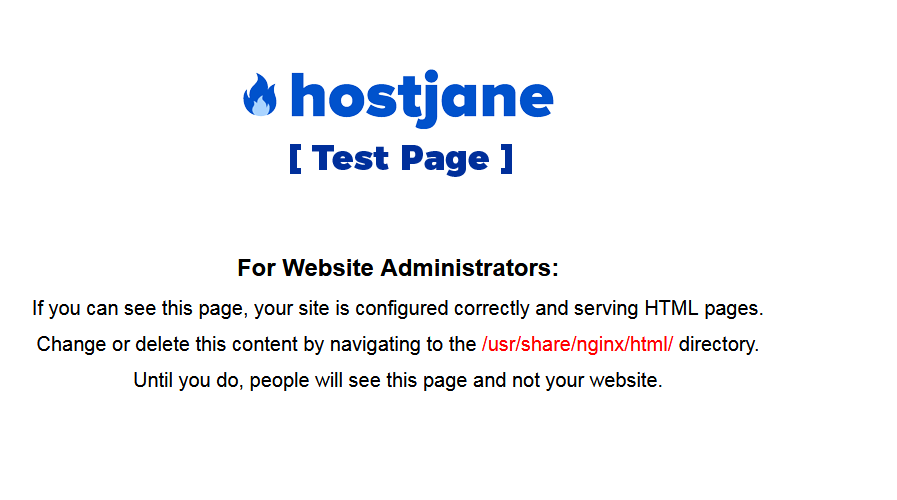 hostjane
[ Test Page ]
For Website Administrators:
If you can see this page, your site is configured correctly and serving HTML pages.
Change or delete this content by navigating to the /usr/share/nginx/html/ directory.
Until you do, people will see this page and not your website.